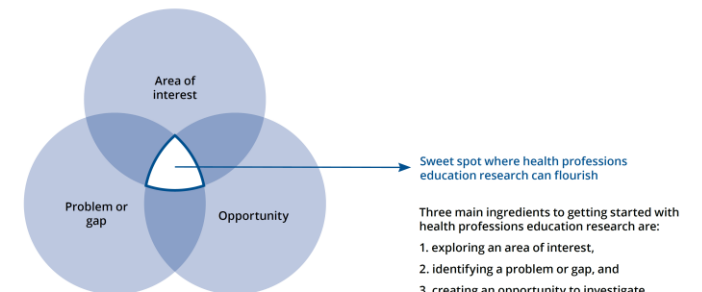 Area of
interest
Problem or
gap
Opportunity
Sweet spot where health professions
education research can flourish
Three main ingredients to getting started with
health professions education research are:
1. exploring an area of interest,
2. identifying a problem or gap, and
3. creating an opportunity to investigate